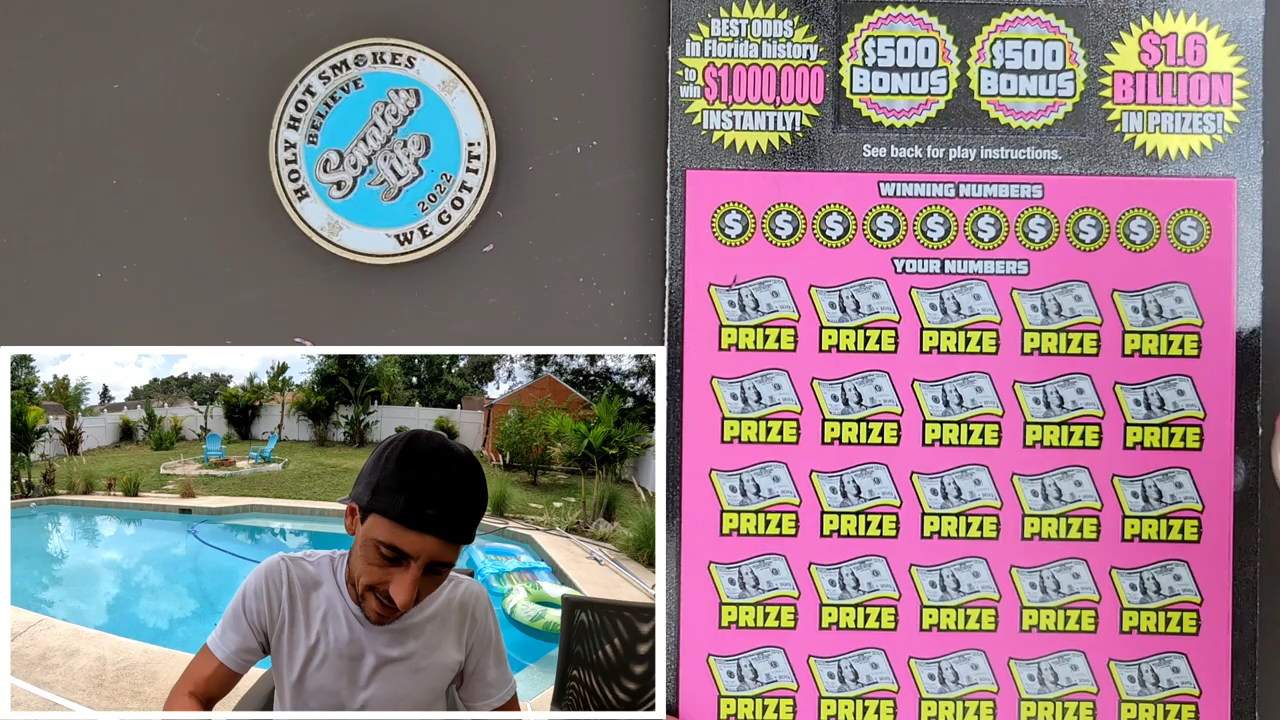 HOLY HOT SMOKES
BELIEVE
Scratch
Life
2022
WE GOT IT!
BEST ODDS
in Florida history
to win $1,000,000
INSTANTLY!
$500
BONUS
$500
BONUS
$1.6
BILLION
IN PRIZES!
See back for play instructions.
WINNING NUMBERS
$ $ $ $ $ $ $ $ $ $
YOUR NUMBERS
PRIZE PRIZE PRIZE PRIZE PRIZE
PRIZE PRIZE PRIZE PRIZE PRIZE
PRIZE PRIZE PRIZE PRIZE PRIZE
PRIZE PRIZE PRIZE PRIZE PRIZE
PRIZE PRIZE PRIZE PRIZE PRIZE